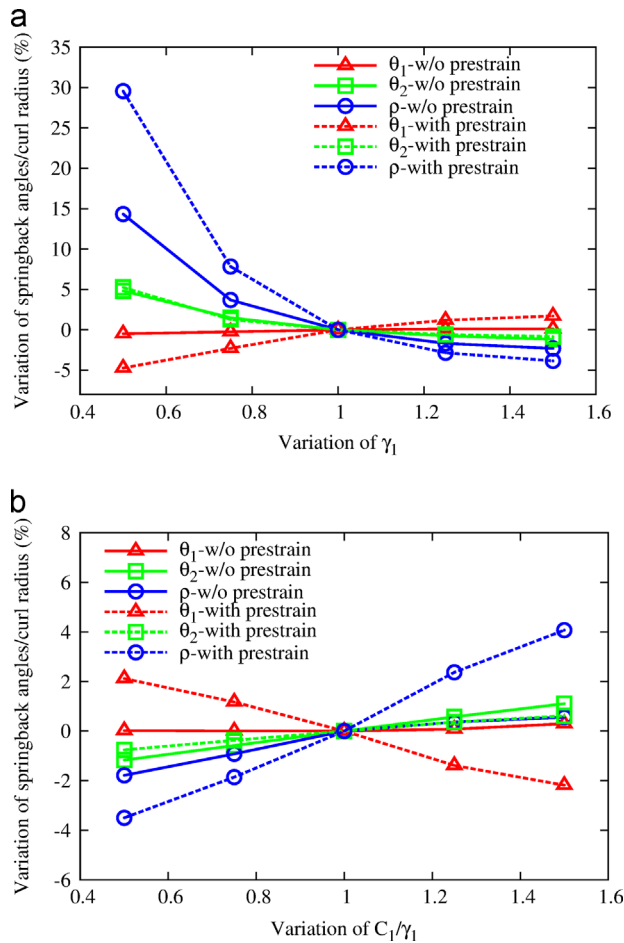 a
Variation of springback angles/curl radius (%)
35
30
25
20
15
10
5
0
-5
θ1-w/o prestrain
θ2-w/o prestrain
ρ-w/o prestrain
θ1-with prestrain
θ2-with prestrain
ρ-with prestrain
0.4 0.6 0.8 1 1.2 1.4 1.6
Variation of γ1
b
Variation of springback angles/curl radius (%)
8
6
4
2
0
-2
-4
-6
θ1-w/o prestrain
θ2-w/o prestrain
ρ-w/o prestrain
θ1-with prestrain
θ2-with prestrain
ρ-with prestrain
0.4 0.6 0.8 1 1.2 1.4 1.6
Variation of C1/γ1